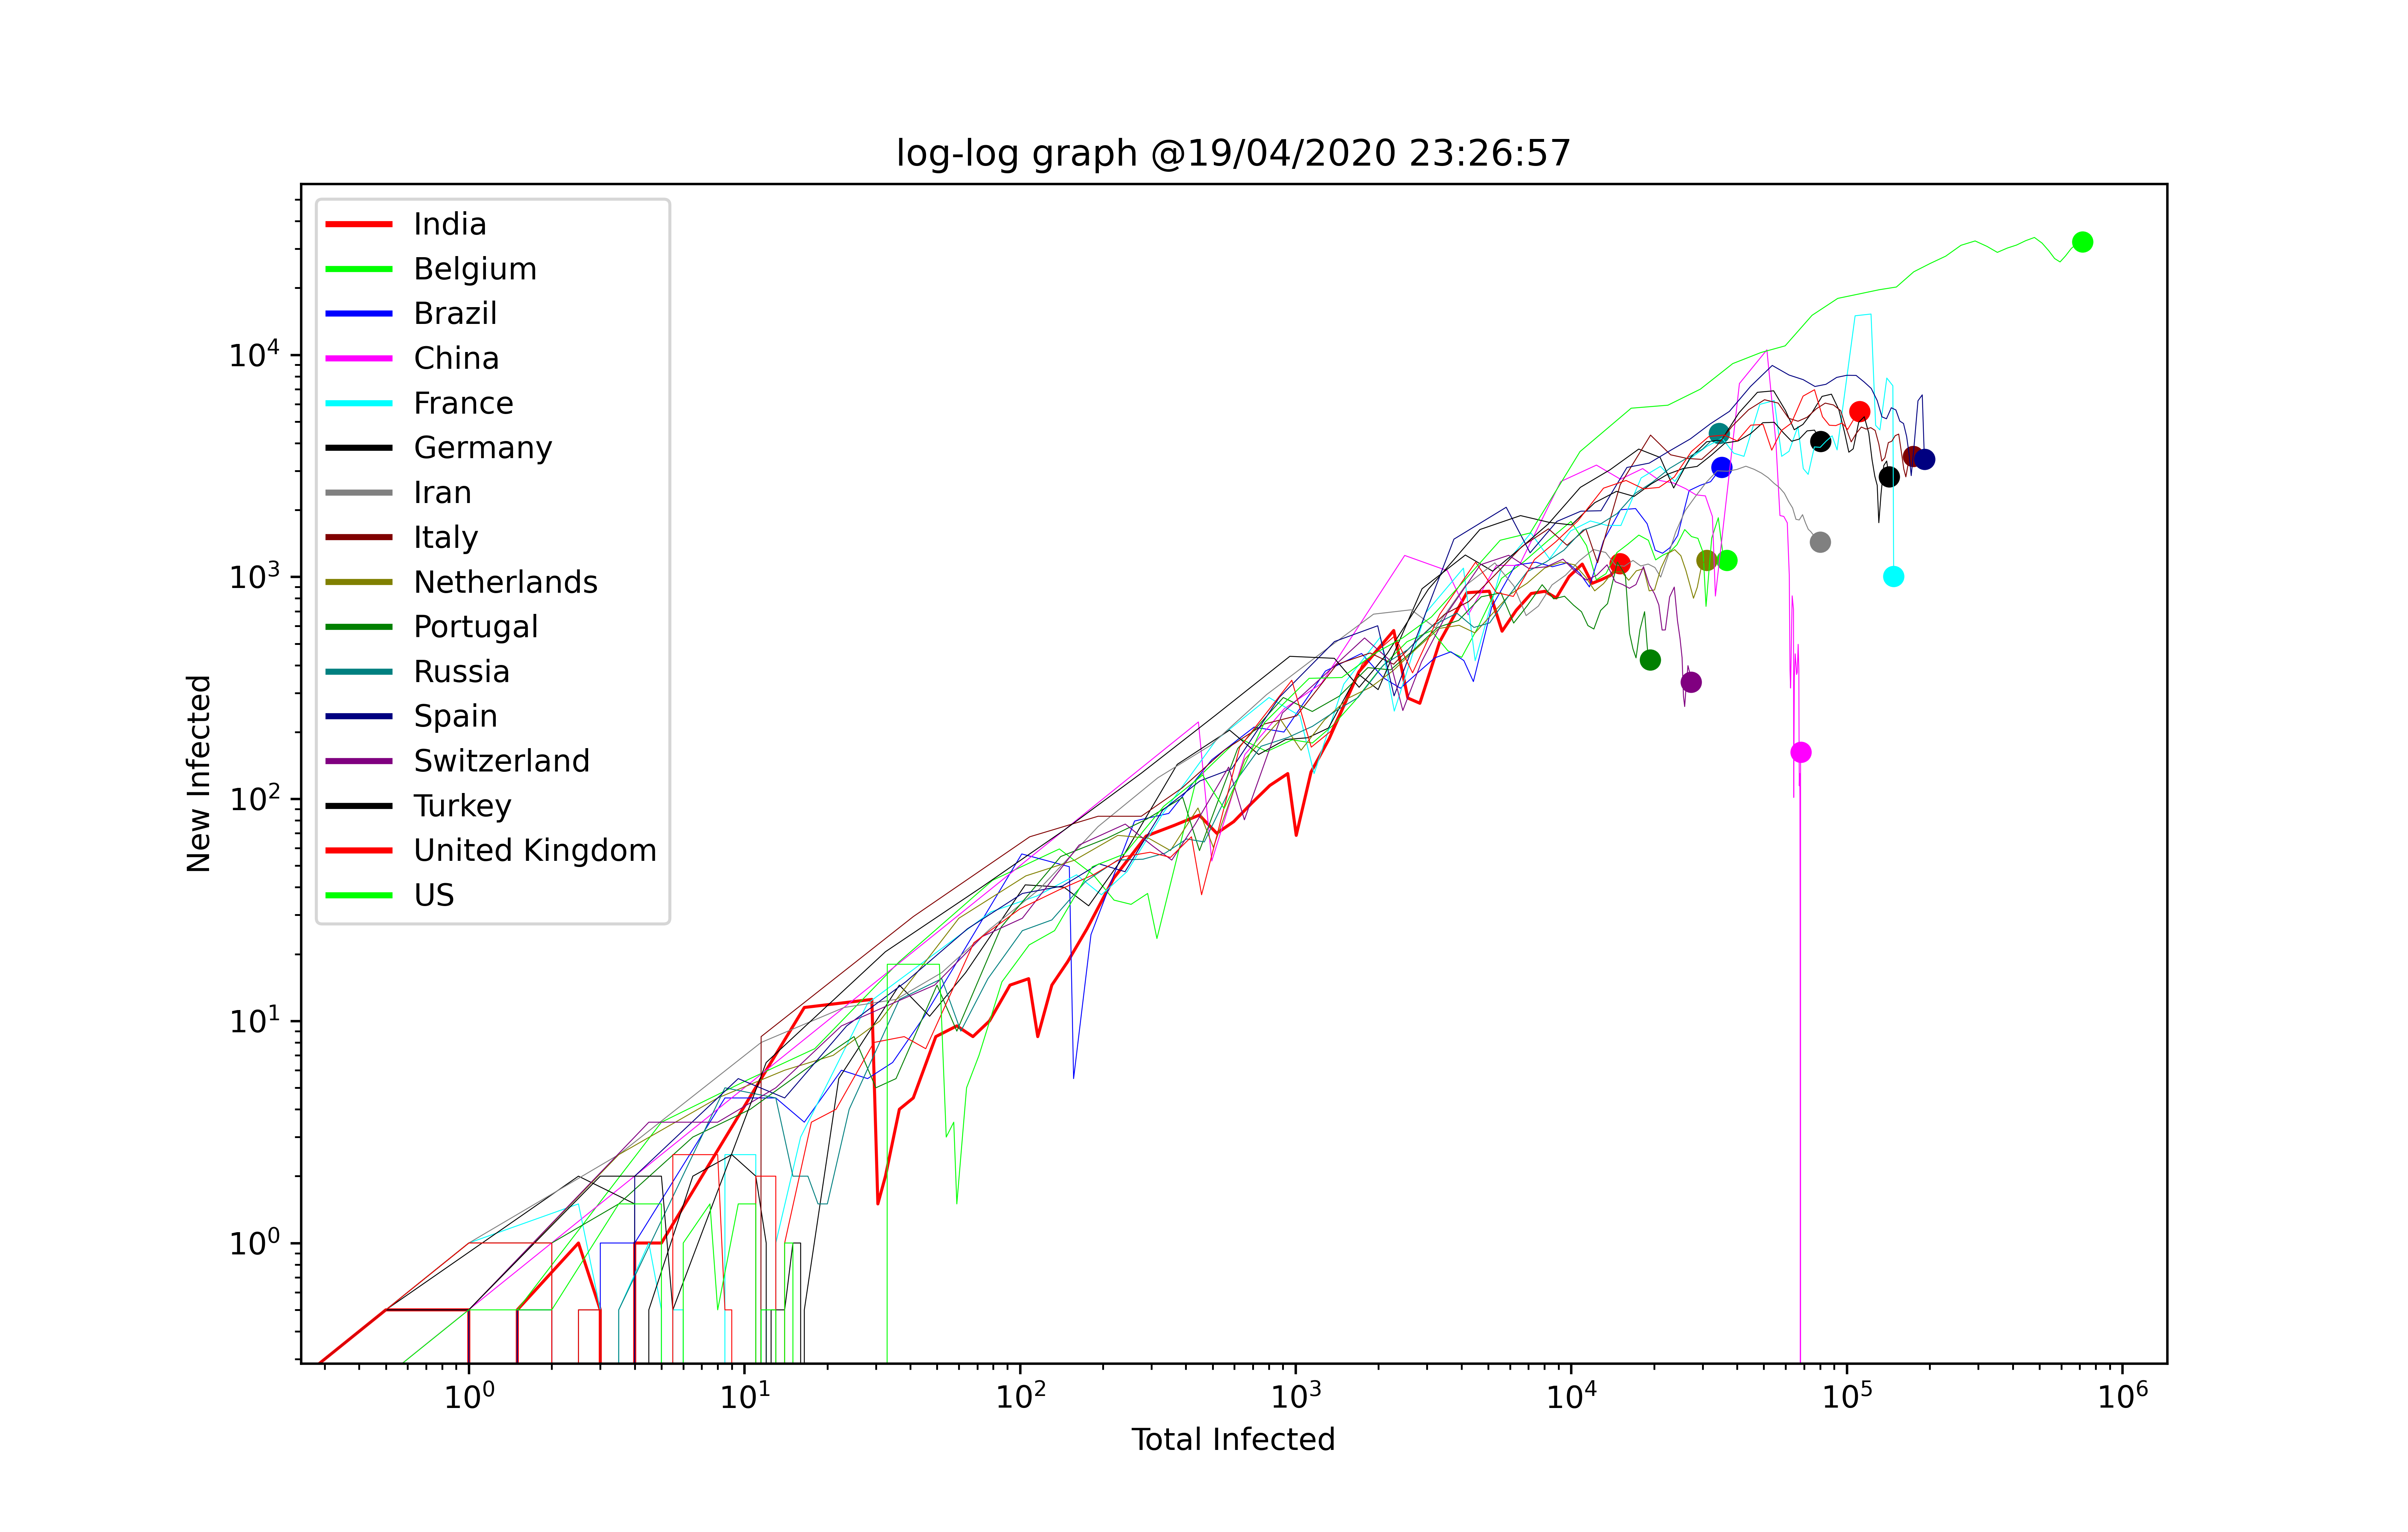 log-log graph @19/04/2020 23:26:57
India
Belgium
Brazil
China
France
Germany
Iran
Italy
Netherlands
Portugal
Russia
Spain
Switzerland
Turkey
United Kingdom
US
New Infected
10⁴
10³
10²
10¹
10⁰
10⁰ 10¹ 10² 10³ 10⁴ 10⁵ 10⁶
Total Infected